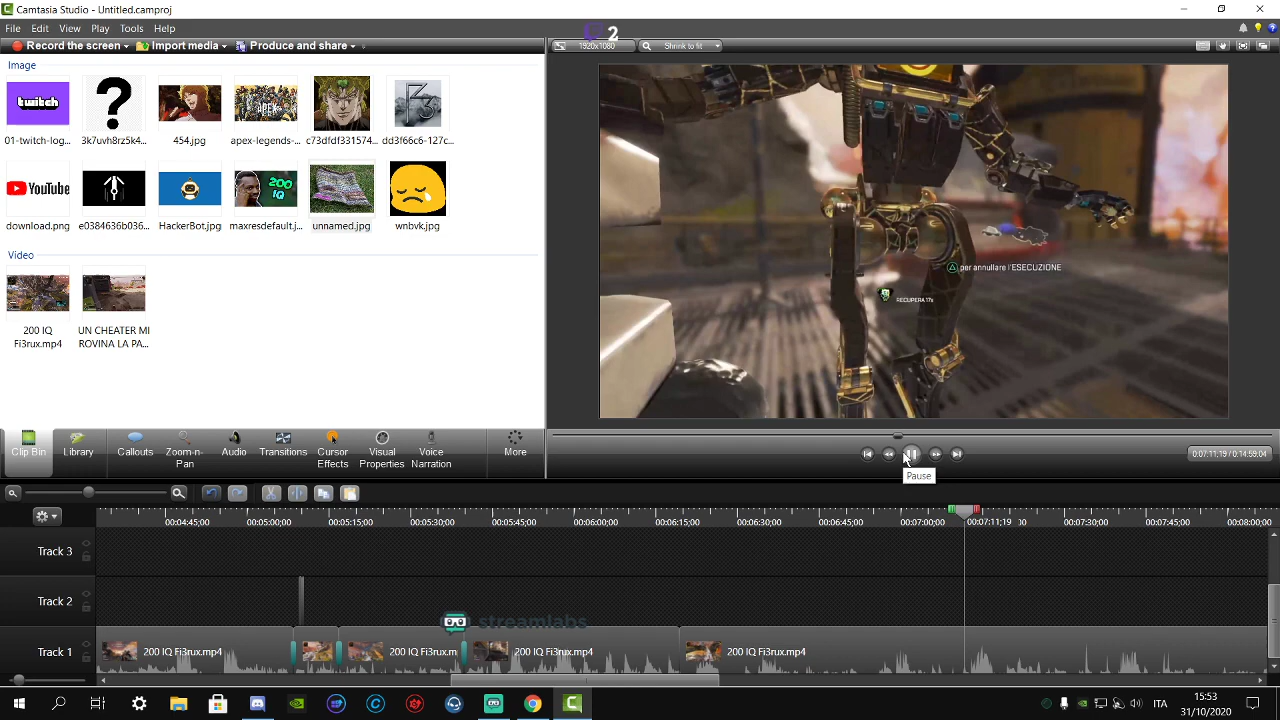 Camtasia Studio - Untitled.camproj
File Edit View Play Tools Help
2
Record the screen Import media Produce and share
1920x1080 Shrink to fit
Image
twitch
APEX
01-twitch-log... 3k7uvh8rz5k4... 454.jpg apex-legends-... c73dfdf331574... dd3f66c6-127c...
YouTube
200 IQ
download.png e0384636b036... HackerBot.jpg maxresdefault.j... unnamed.jpg wnbvk.jpg
Video
200 IQ Fi3rux.mp4
UN CHEATER MI ROVINA LA PA...
per annullare l'ESECUZIONE
RECUPERA 17s
Clip Bin Library Callouts Zoom-n-Pan Audio Transitions Cursor Effects Visual Properties Voice Narration More
0:07:11;19 / 0:14:59;04
Pause
00:04:45;00 00:05:00;00 00:05:15;00 00:05:30;00 00:05:45;00 00:06:00;00 00:06:15;00 00:06:30;00 00:06:45;00 00:07:00;00 00:07:11;19 00:07:30;00 00:07:45;00 00:08:00;00
Track 3
Track 2
streamlabs
Track 1 200 IQ Fi3rux.mp4 200 IQ Fi3rux.m 200 IQ Fi3rux.mp4 200 IQ Fi3rux.mp4
ITA
15:53
31/10/2020